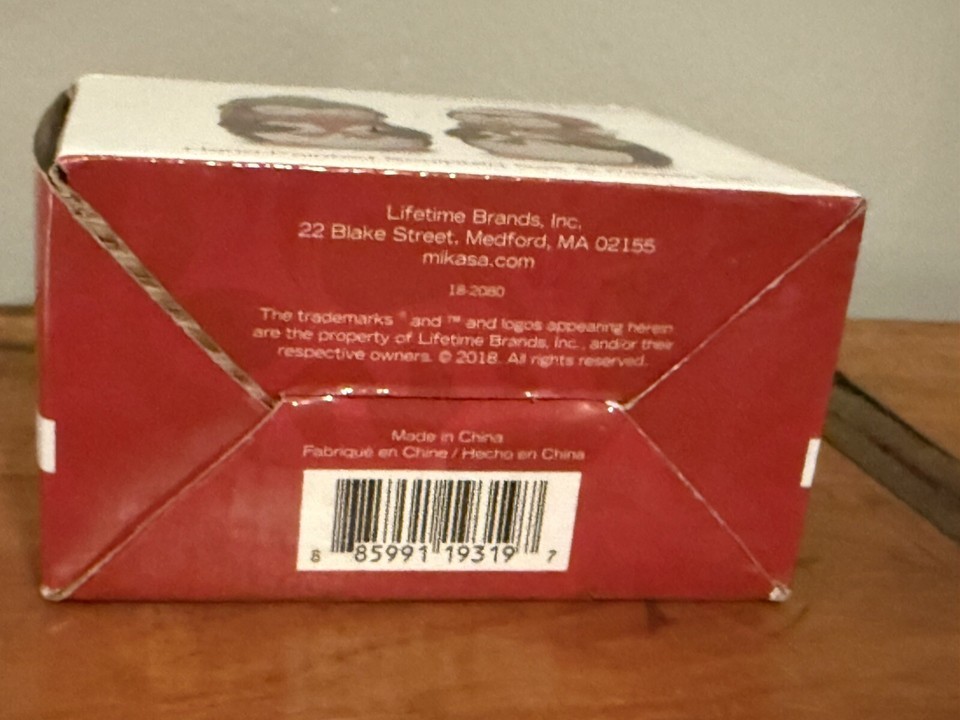 Lifetime Brands, Inc.
22 Blake Street, Medford, MA 02155
mikasa.com
18-2080
The trademarks ® and ™ and logos appearing herein
are the property of Lifetime Brands, Inc., and/or their
respective owners. © 2018. All rights reserved.
Made in China
Fabriqué en Chine / Hecho en China
8 85991 19319 7